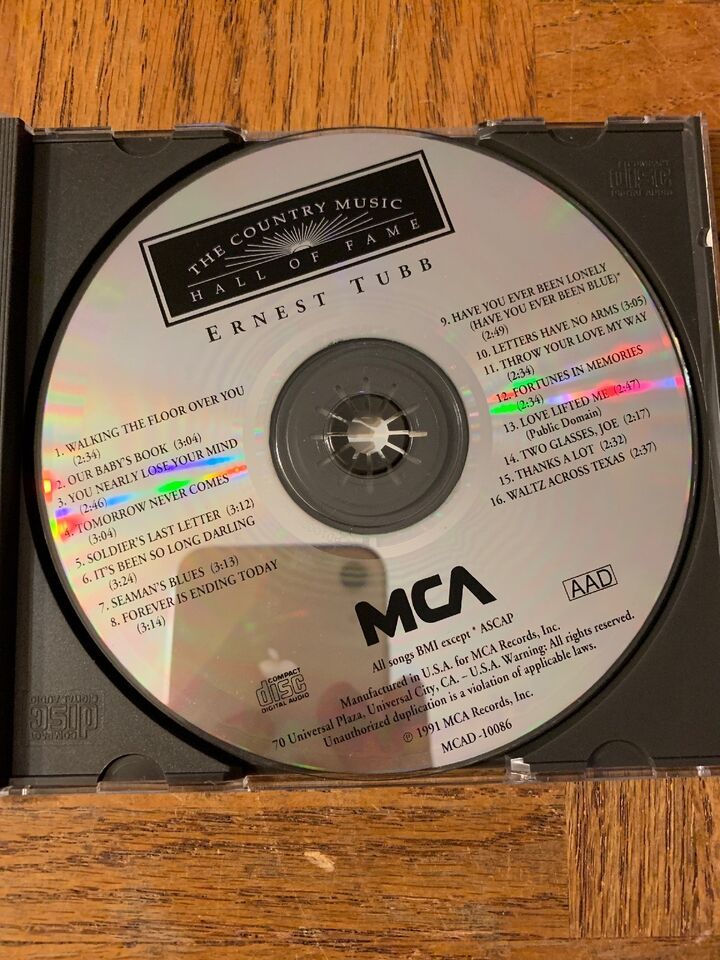 THE COUNTRY MUSIC
HALL OF FAME
ERNEST TUBB
1. WALKING THE FLOOR OVER YOU
(2:34)
2. OUR BABY'S BOOK (3:04)
3. YOU NEARLY LOSE YOUR MIND
(2:46)
4. TOMORROW NEVER COMES
(3:04)
5. SOLDIER'S LAST LETTER (3:12)
6. IT'S BEEN SO LONG DARLING
(3:24)
7. SEAMAN'S BLUES (3:13)
8. FOREVER IS ENDING TODAY
(3:14)
9. HAVE YOU EVER BEEN LONELY
(HAVE YOU EVER BEEN BLUE)*
(2:49)
10. LETTERS HAVE NO ARMS (3:05)
11. THROW YOUR LOVE MY WAY
(2:34)
12. FORTUNES IN MEMORIES
(2:34)
13. LOVE LIFTED ME (2:47)
(Public Domain)
14. TWO GLASSES, JOE (2:17)
15. THANKS A LOT (2:32)
16. WALTZ ACROSS TEXAS (2:37)
MCA
AAD
COMPACT
disc
DIGITAL AUDIO
All songs BMI except * ASCAP
Manufactured in U.S.A. for MCA Records, Inc.
70 Universal Plaza, Universal City, CA. – U.S.A. Warning: All rights reserved.
Unauthorized duplication is a violation of applicable laws.
℗ 1991 MCA Records, Inc.
MCAD -10086
COMPACT
disc
DIGITAL AUDIO
COMPACT
disc
DIGITAL AUDIO